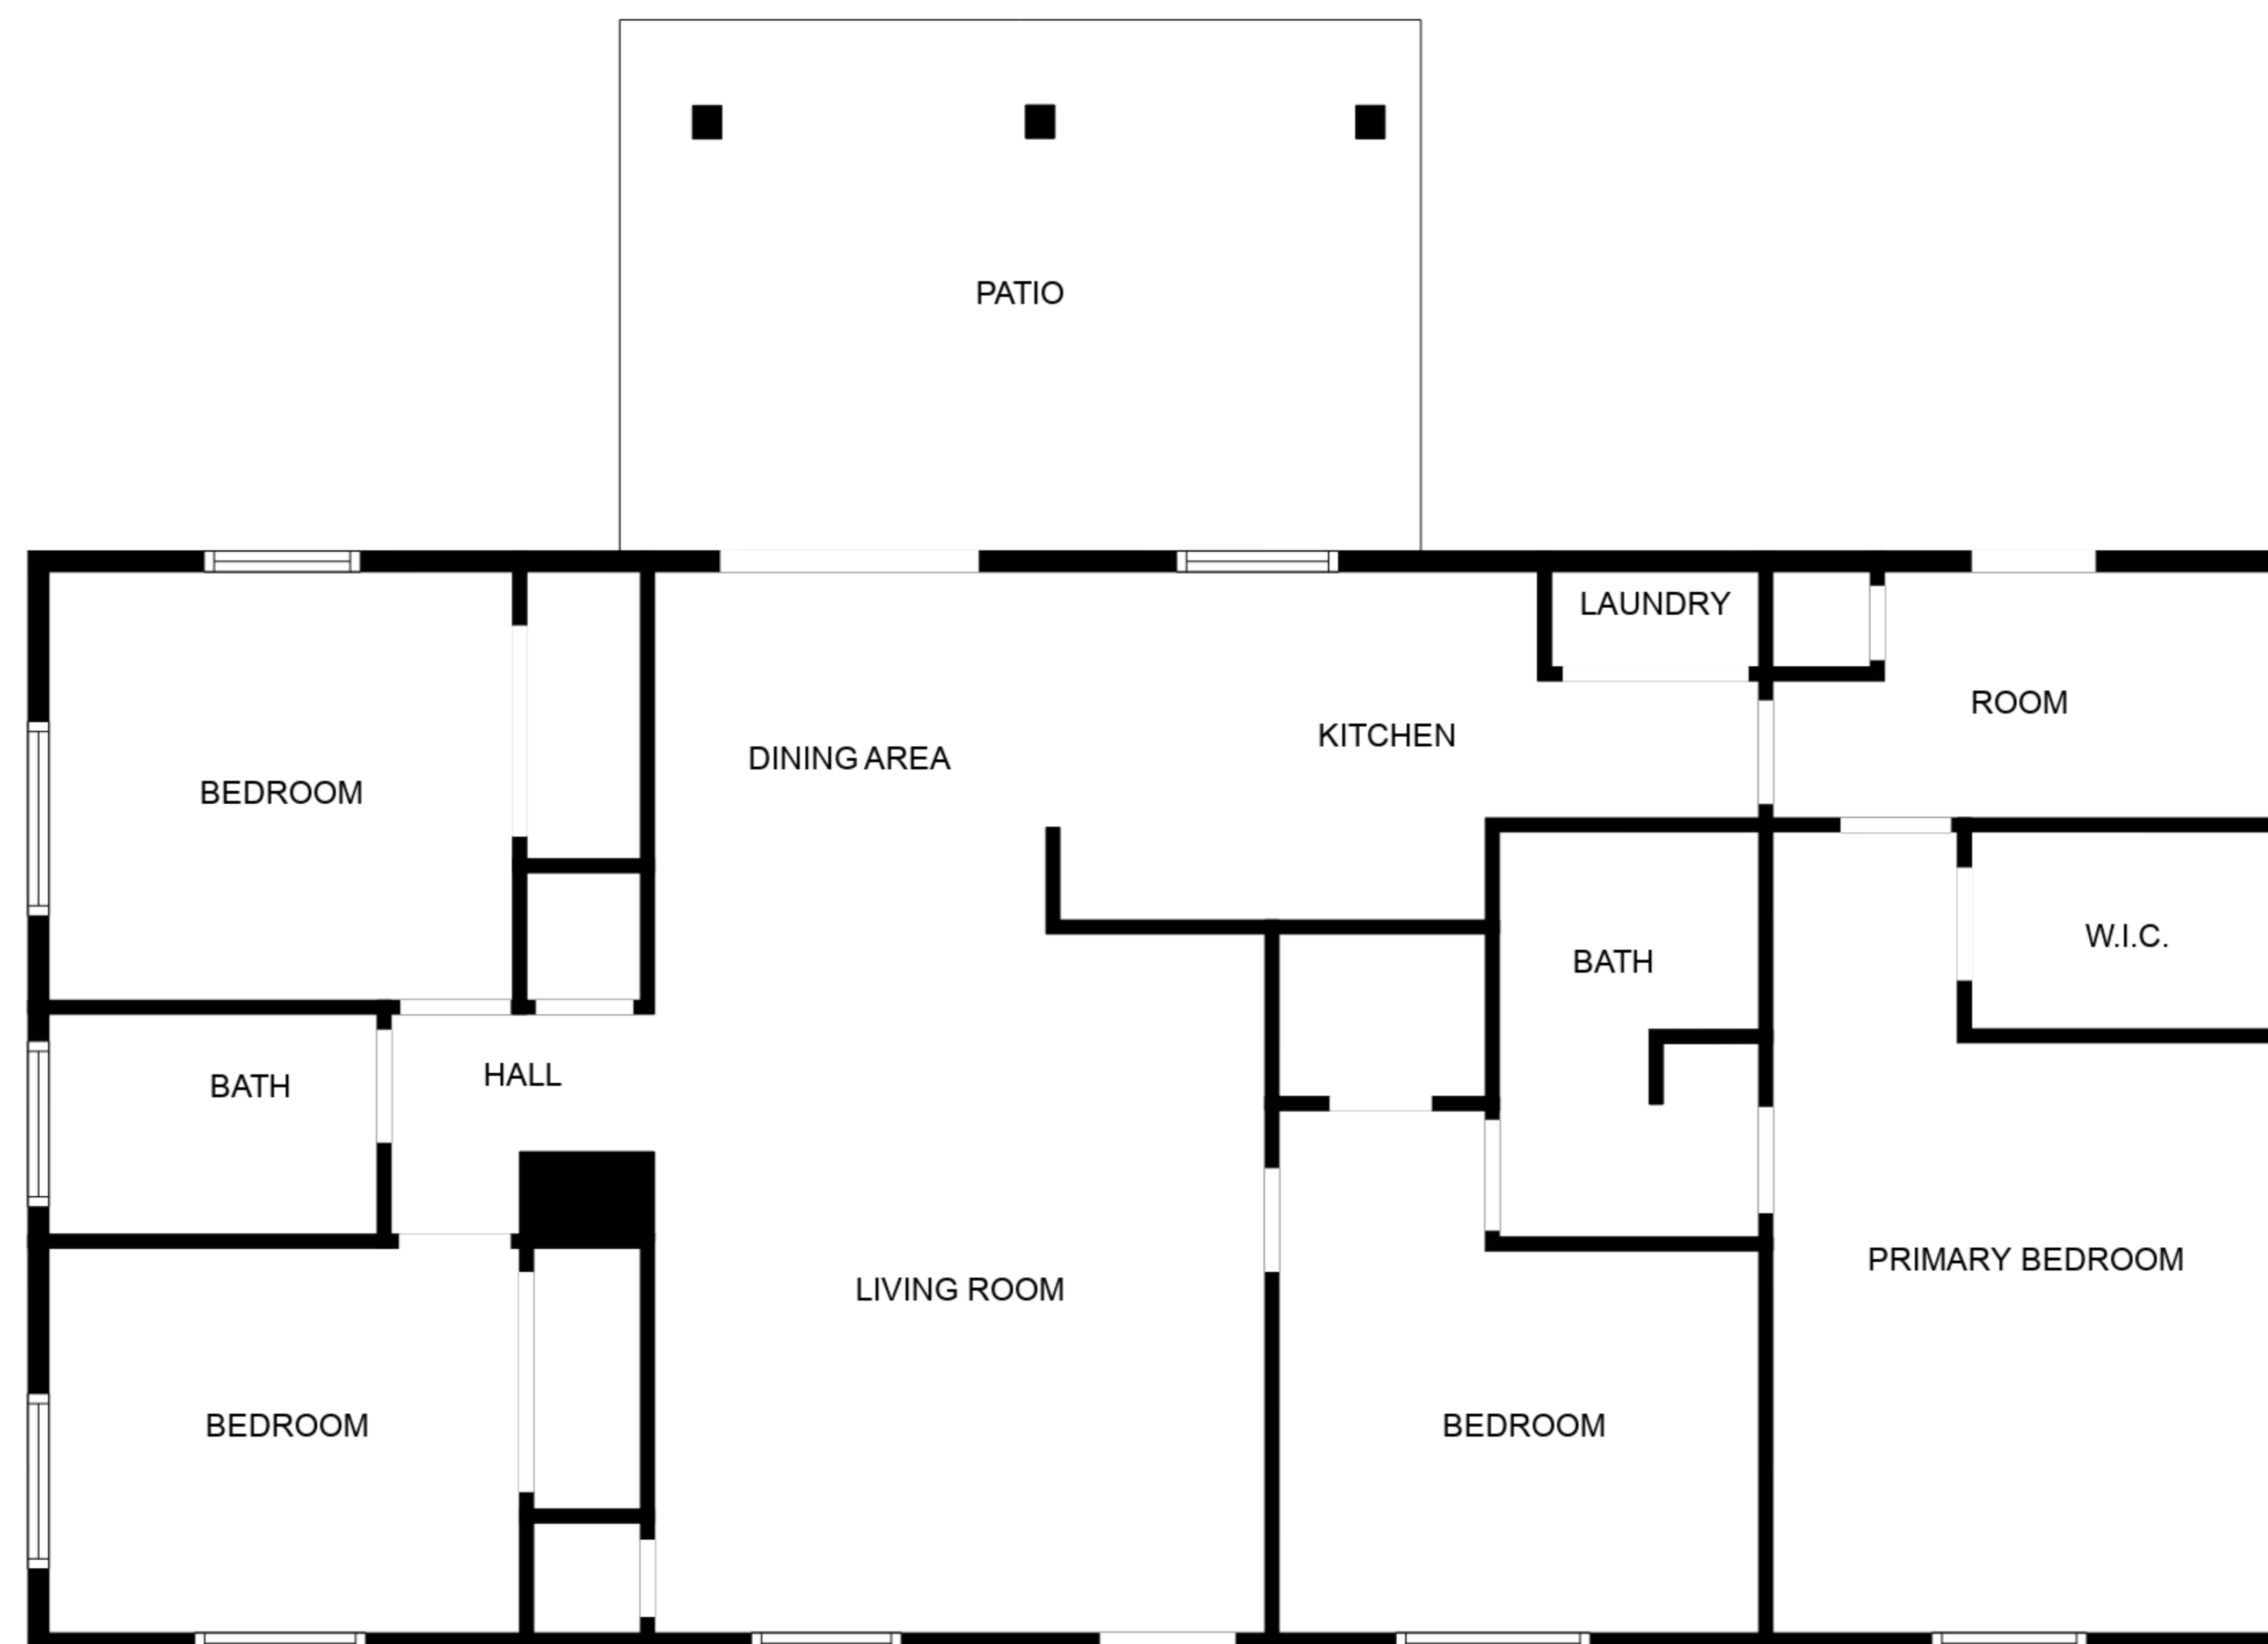 PATIO
LAUNDRY
ROOM
KITCHEN
DINING AREA
BEDROOM
W.I.C.
BATH
HALL
BATH
PRIMARY BEDROOM
LIVING ROOM
BEDROOM
BEDROOM